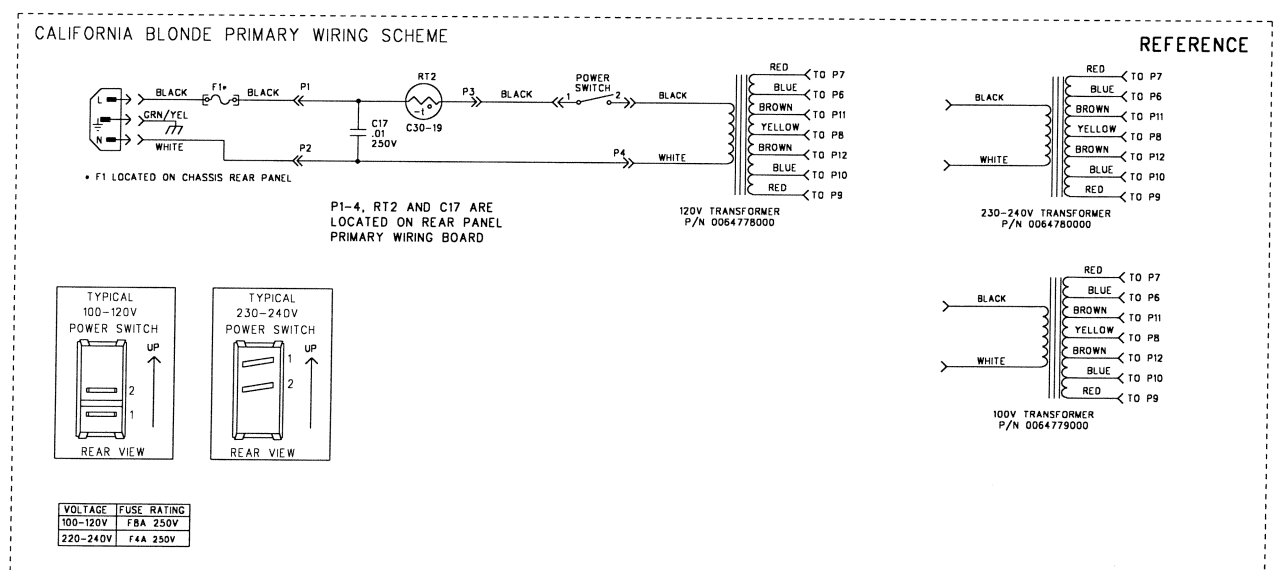 CALIFORNIA BLONDE PRIMARY WIRING SCHEME
REFERENCE
L
BLACK
F1*
BLACK
P1
RT2
-t°
C30-19
P3
BLACK
POWER
SWITCH
1
2
BLACK
GRN/YEL
N
WHITE
P2
C17
.01
250V
P4
WHITE
RED
TO P7
BLUE
TO P6
BROWN
TO P11
YELLOW
TO P8
BROWN
TO P12
BLUE
TO P10
RED
TO P9
120V TRANSFORMER
P/N 0064778000
* F1 LOCATED ON CHASSIS REAR PANEL
P1-4, RT2 AND C17 ARE
LOCATED ON REAR PANEL
PRIMARY WIRING BOARD
BLACK
WHITE
RED
TO P7
BLUE
TO P6
BROWN
TO P11
YELLOW
TO P8
BROWN
TO P12
BLUE
TO P10
RED
TO P9
230-240V TRANSFORMER
P/N 0064780000
BLACK
WHITE
RED
TO P7
BLUE
TO P6
BROWN
TO P11
YELLOW
TO P8
BROWN
TO P12
BLUE
TO P10
RED
TO P9
100V TRANSFORMER
P/N 0064779000
TYPICAL
100-120V
POWER SWITCH
UP
2
1
REAR VIEW
TYPICAL
230-240V
POWER SWITCH
UP
1
2
REAR VIEW
VOLTAGE FUSE RATING
100-120V F8A 250V
220-240V F4A 250V